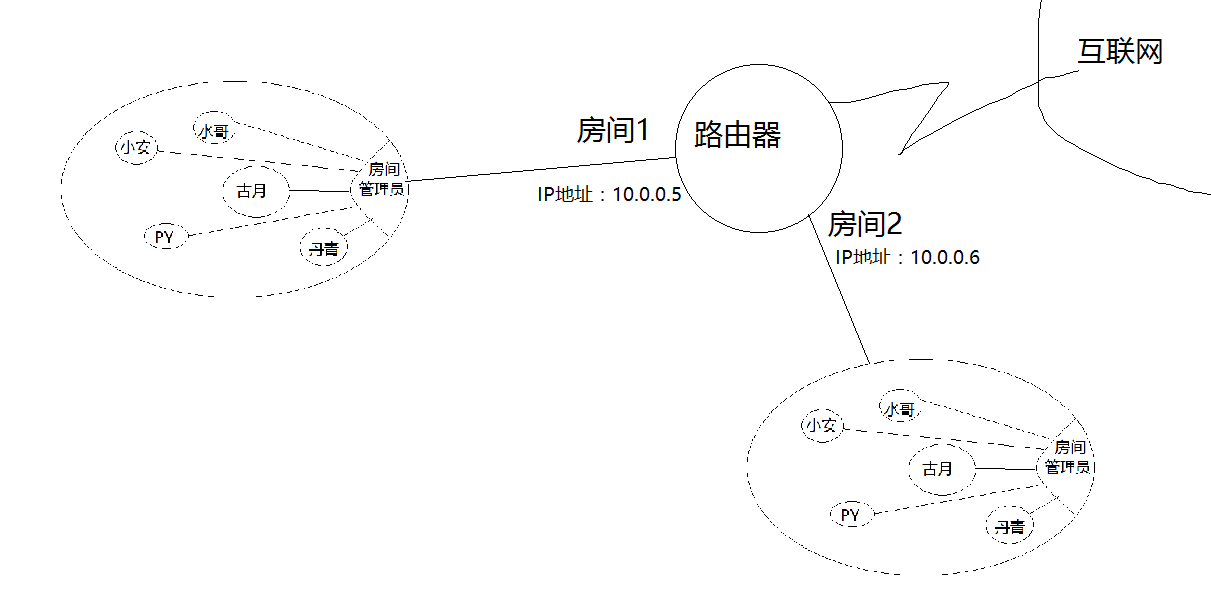 互联网
路由器
房间1
IP地址：10.0.0.5
水哥
小安
房间
管理员
古月
PY
丹青
房间2
IP地址：10.0.0.6
水哥
小安
房间
管理员
古月
PY
丹青